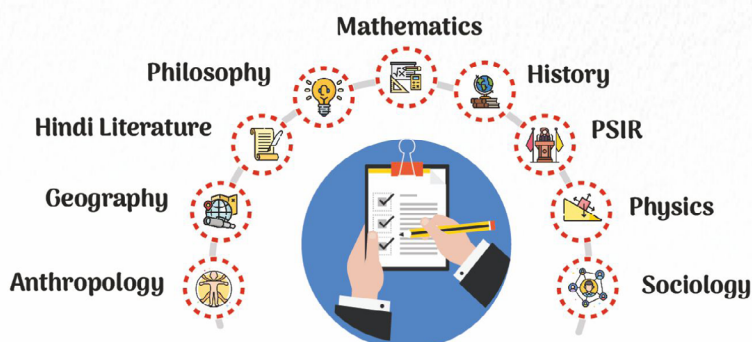 Mathematics
Philosophy
History
Hindi Literature
PSIR
Geography
Physics
Anthropology
Sociology